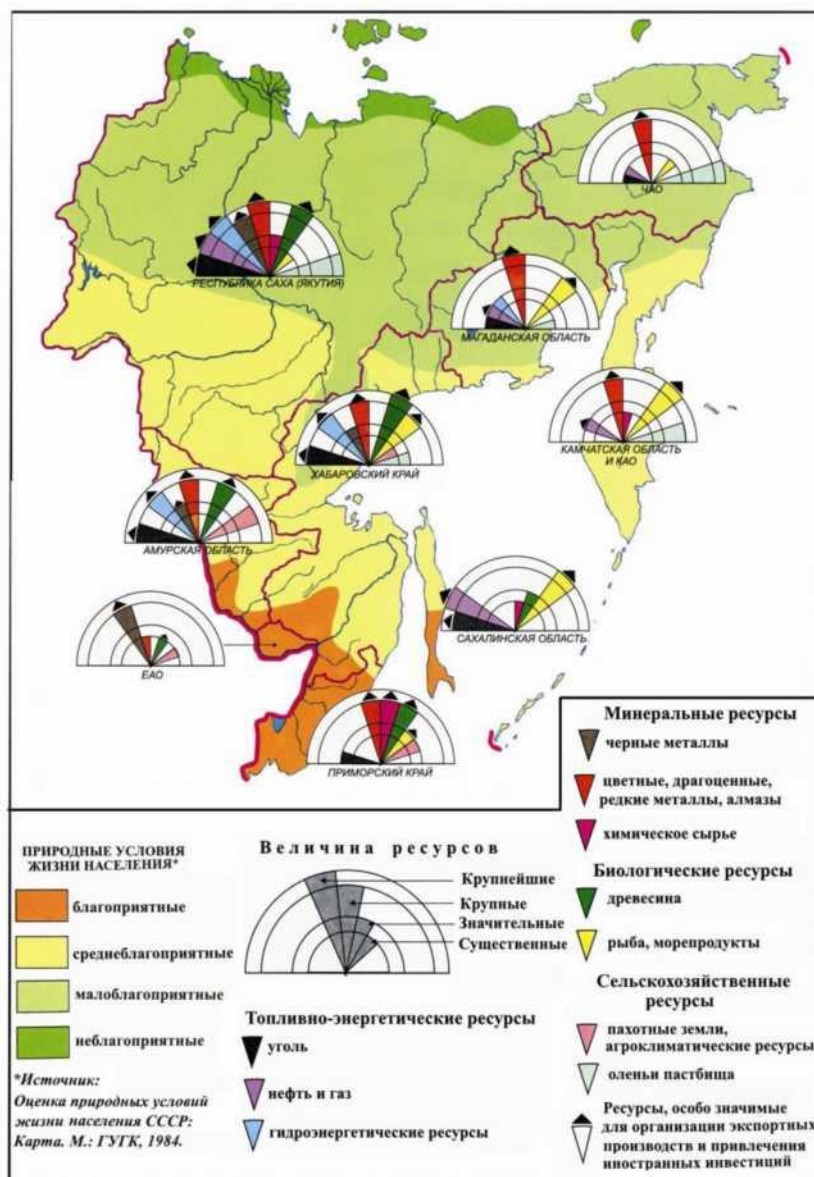 ЧАО
РЕСПУБЛИКА САХА (ЯКУТИЯ)
МАГАДАНСКАЯ ОБЛАСТЬ
КАМЧАТСКАЯ ОБЛАСТЬ
И КАО
ХАБАРОВСКИЙ КРАЙ
АМУРСКАЯ ОБЛАСТЬ
САХАЛИНСКАЯ ОБЛАСТЬ
ЕАО
ПРИМОРСКИЙ КРАЙ
ПРИРОДНЫЕ УСЛОВИЯ
ЖИЗНИ НАСЕЛЕНИЯ*
благоприятные
среднеблагоприятные
малоблагоприятные
неблагоприятные
*Источник:
Оценка природных условий
жизни населения СССР:
Карта. М.: ГУГК, 1984.
Величина ресурсов
Крупнейшие
Крупные
Значительные
Существенные
Топливно-энергетические ресурсы
уголь
нефть и газ
гидроэнергетические ресурсы
Минеральные ресурсы
черные металлы
цветные, драгоценные,
редкие металлы, алмазы
химическое сырье
Биологические ресурсы
древесина
рыба, морепродукты
Сельскохозяйственные
ресурсы
пахотные земли,
агроклиматические ресурсы
оленьи пастбища
Ресурсы, особо значимые
для организации экспортных
производств и привлечения
иностранных инвестиций